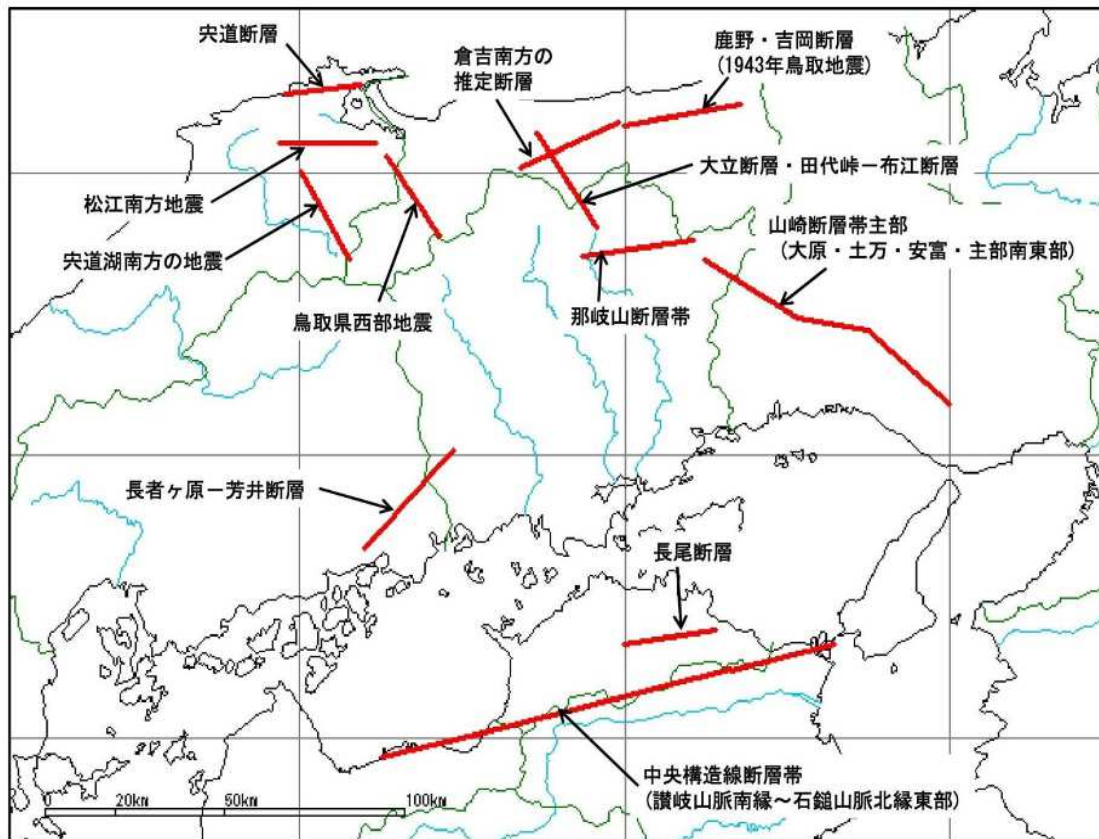 宍道断層
倉吉南方の
推定断層
鹿野・吉岡断層
(1943年鳥取地震)
大立断層・田代峠－布江断層
松江南方地震
山崎断層帯主部
(大原・土万・安富・主部南東部)
宍道湖南方の地震
鳥取県西部地震
那岐山断層帯
長者ヶ原－芳井断層
長尾断層
中央構造線断層帯
(讃岐山脈南縁～石鎚山脈北縁東部)
0 20km 50km 100km